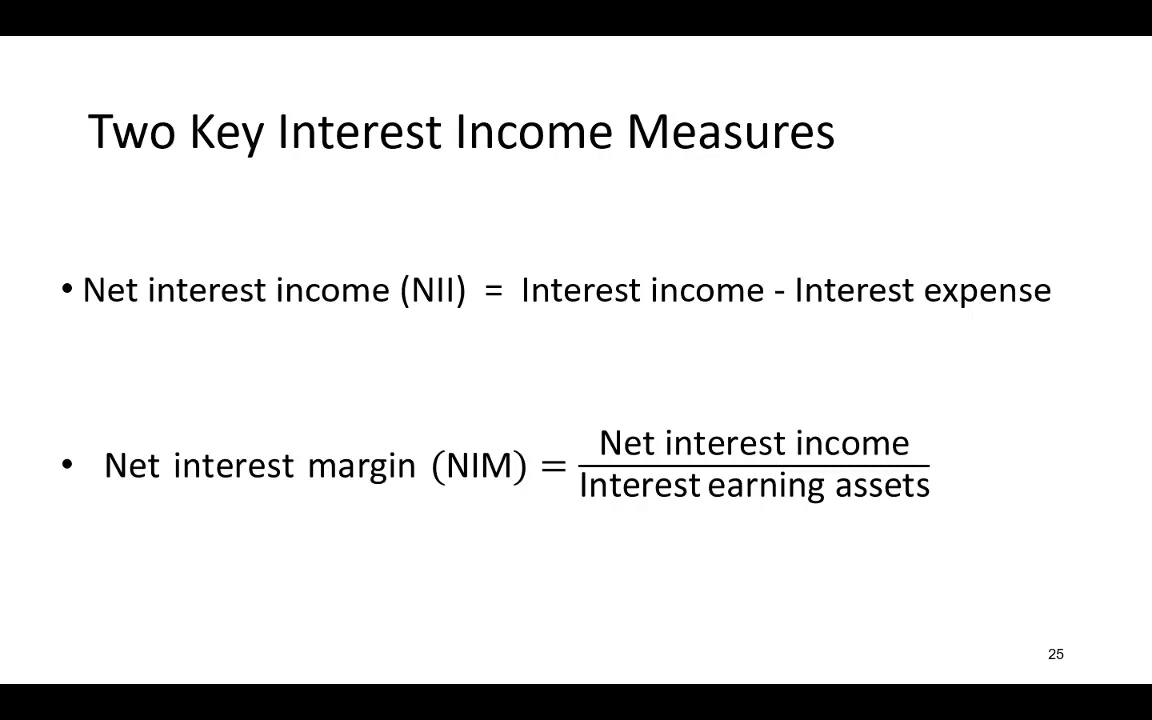 Two Key Interest Income Measures
• Net interest income (NII) = Interest income - Interest expense
• Net interest margin (NIM) = Net interest income
Interest earning assets
25